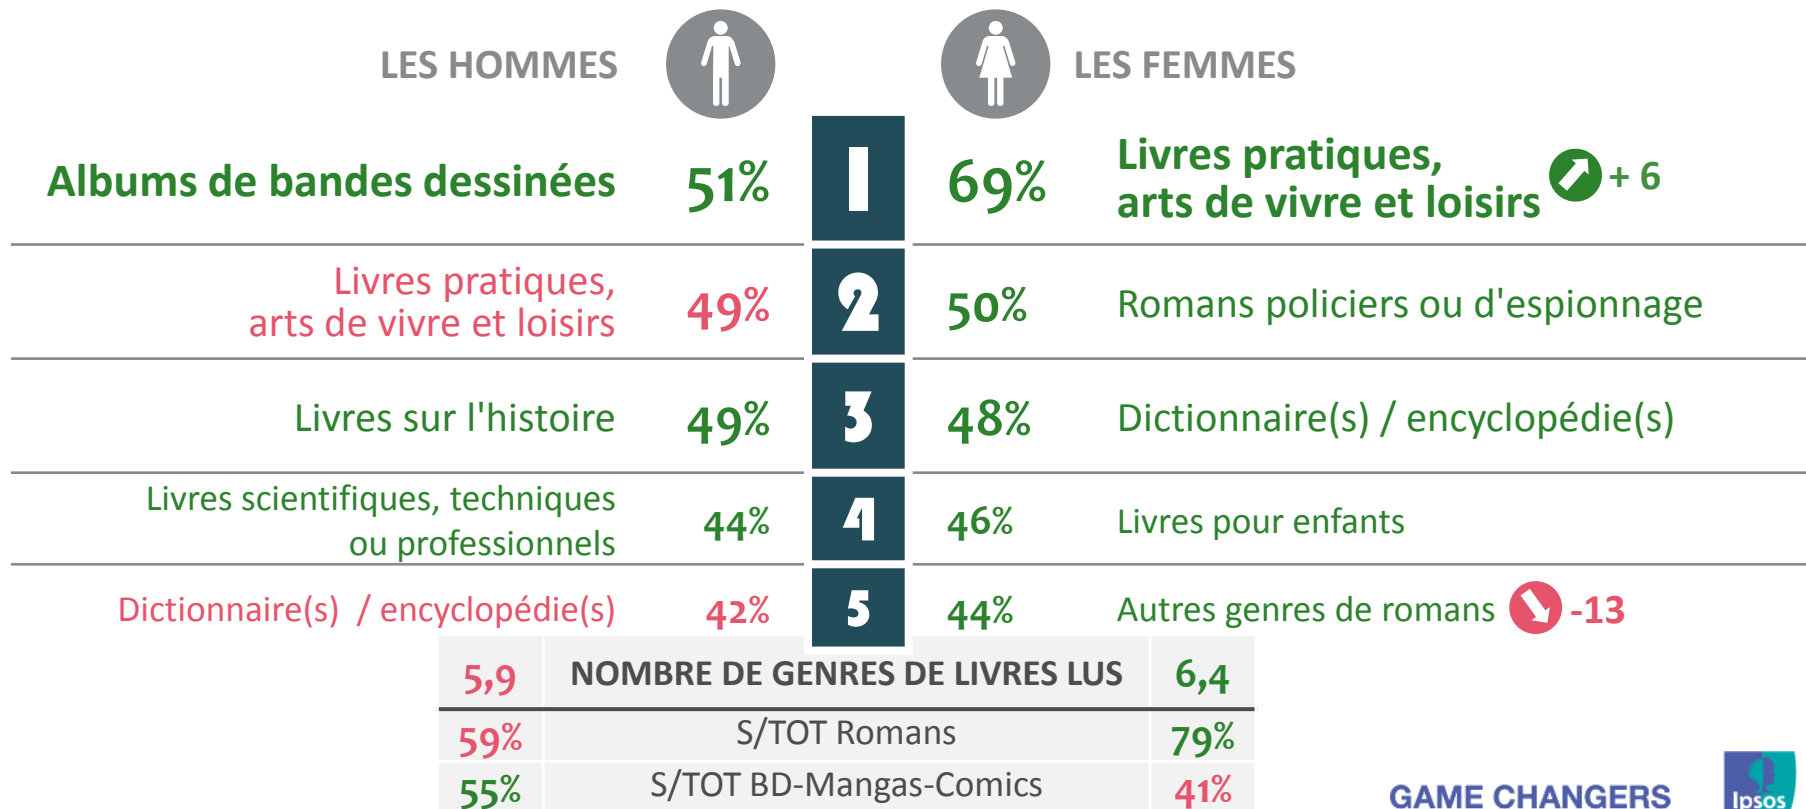 LES HOMMES
LES FEMMES
Albums de bandes dessinées 51% 1 69% Livres pratiques,
arts de vivre et loisirs + 6
Livres pratiques,
arts de vivre et loisirs 49% 2 50% Romans policiers ou d'espionnage
Livres sur l'histoire 49% 3 48% Dictionnaire(s) / encyclopédie(s)
Livres scientifiques, techniques
ou professionnels 44% 4 46% Livres pour enfants
Dictionnaire(s) / encyclopédie(s) 42% 5 44% Autres genres de romans -13
5,9 NOMBRE DE GENRES DE LIVRES LUS 6,4
59% S/TOT Romans 79%
55% S/TOT BD-Mangas-Comics 41%
GAME CHANGERS Ipsos